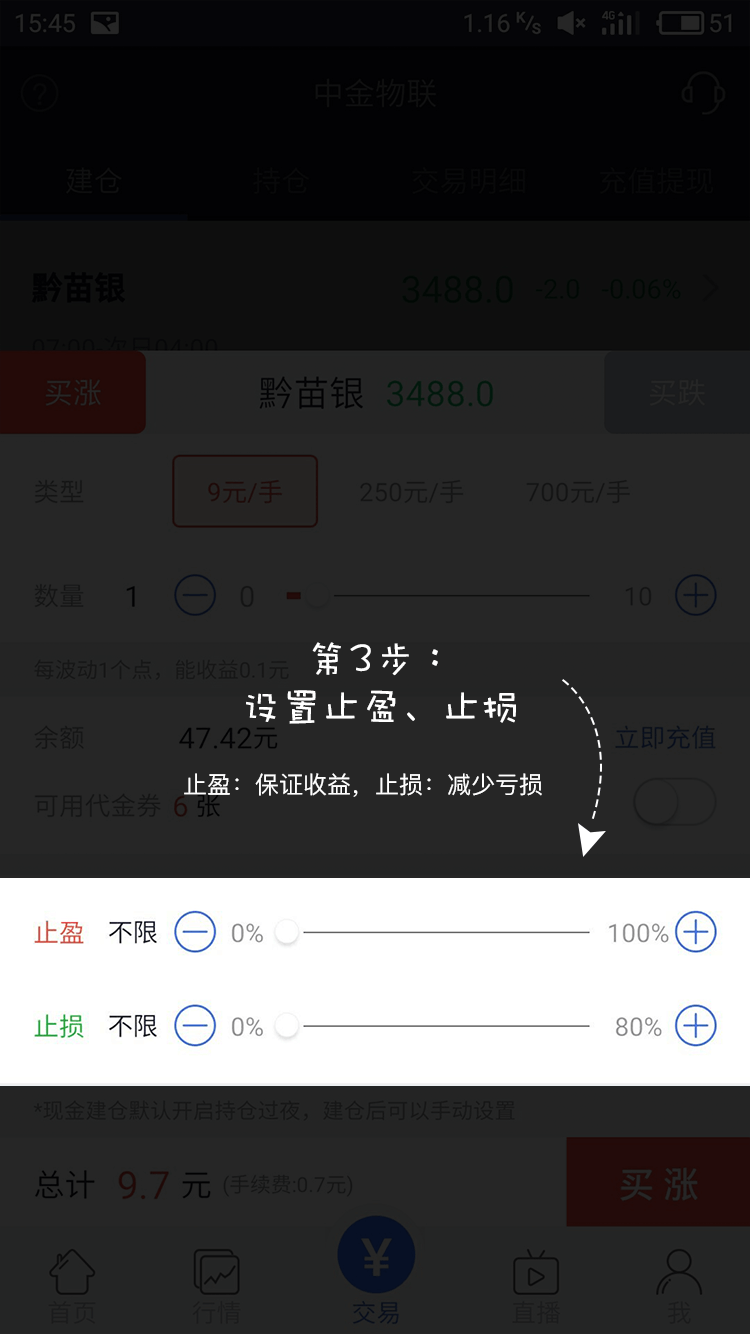 15:45 1.16 K/s 4G 51
? 中金物联
建仓 持仓 交易明细 充值提现
黔苗银 3488.0 -2.0 -0.06%
07:00-次日04:00
买涨 黔苗银 3488.0 买跌
类型 9元/手 250元/手 700元/手
数量 1 0 10
第3步：
每波动1个点，能收益0.1元
设置止盈、止损
余额 47.42元 立即充值
止盈：保证收益，止损：减少亏损
可用代金券 6 张
止盈 不限 0% 100%
止损 不限 0% 80%
*现金建仓默认开启持仓过夜，建仓后可以手动设置
总计 9.7 元 (手续费:0.7元) 买涨
¥
首页 行情 交易 直播 我